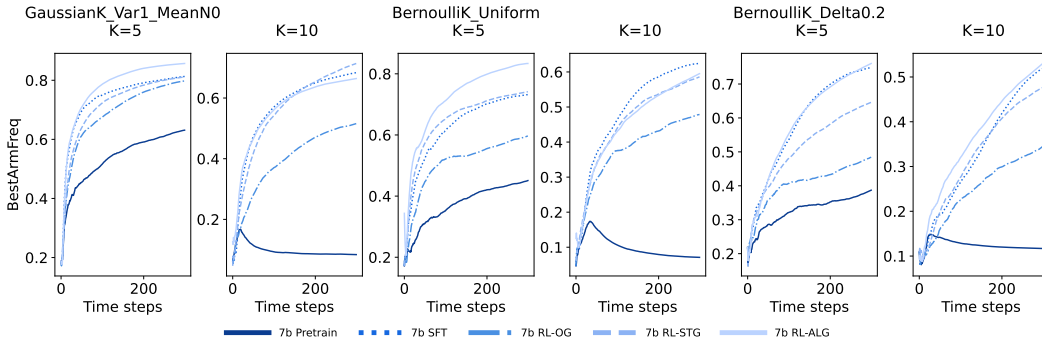 GaussianK_Var1_MeanN0
K=5
K=10
BernoulliK_Uniform
K=5
K=10
BernoulliK_Delta0.2
K=5
K=10
BestArmFreq
0.8
0.6
0.4
0.2
0
200
Time steps
0.6
0.4
0.2
0
200
Time steps
0.8
0.6
0.4
0.2
0
200
Time steps
0.6
0.5
0.4
0.3
0.2
0.1
0
200
Time steps
0.7
0.6
0.5
0.4
0.3
0.2
0
200
Time steps
0.5
0.4
0.3
0.2
0.1
0
200
Time steps
7b Pretrain
7b SFT
7b RL-OG
7b RL-STG
7b RL-ALG